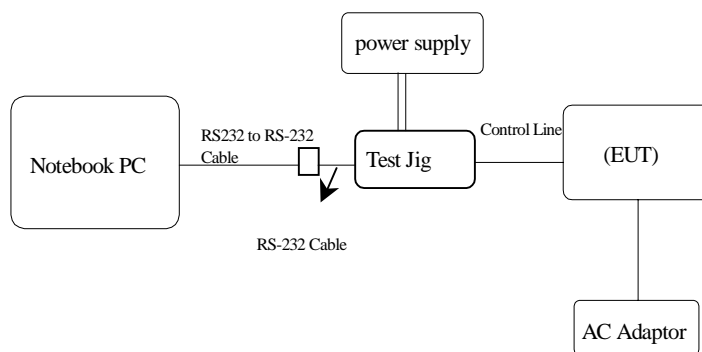 power supply
RS232 to RS-232
Cable
Control Line
Notebook PC
Test Jig
(EUT)
RS-232 Cable
AC Adaptor